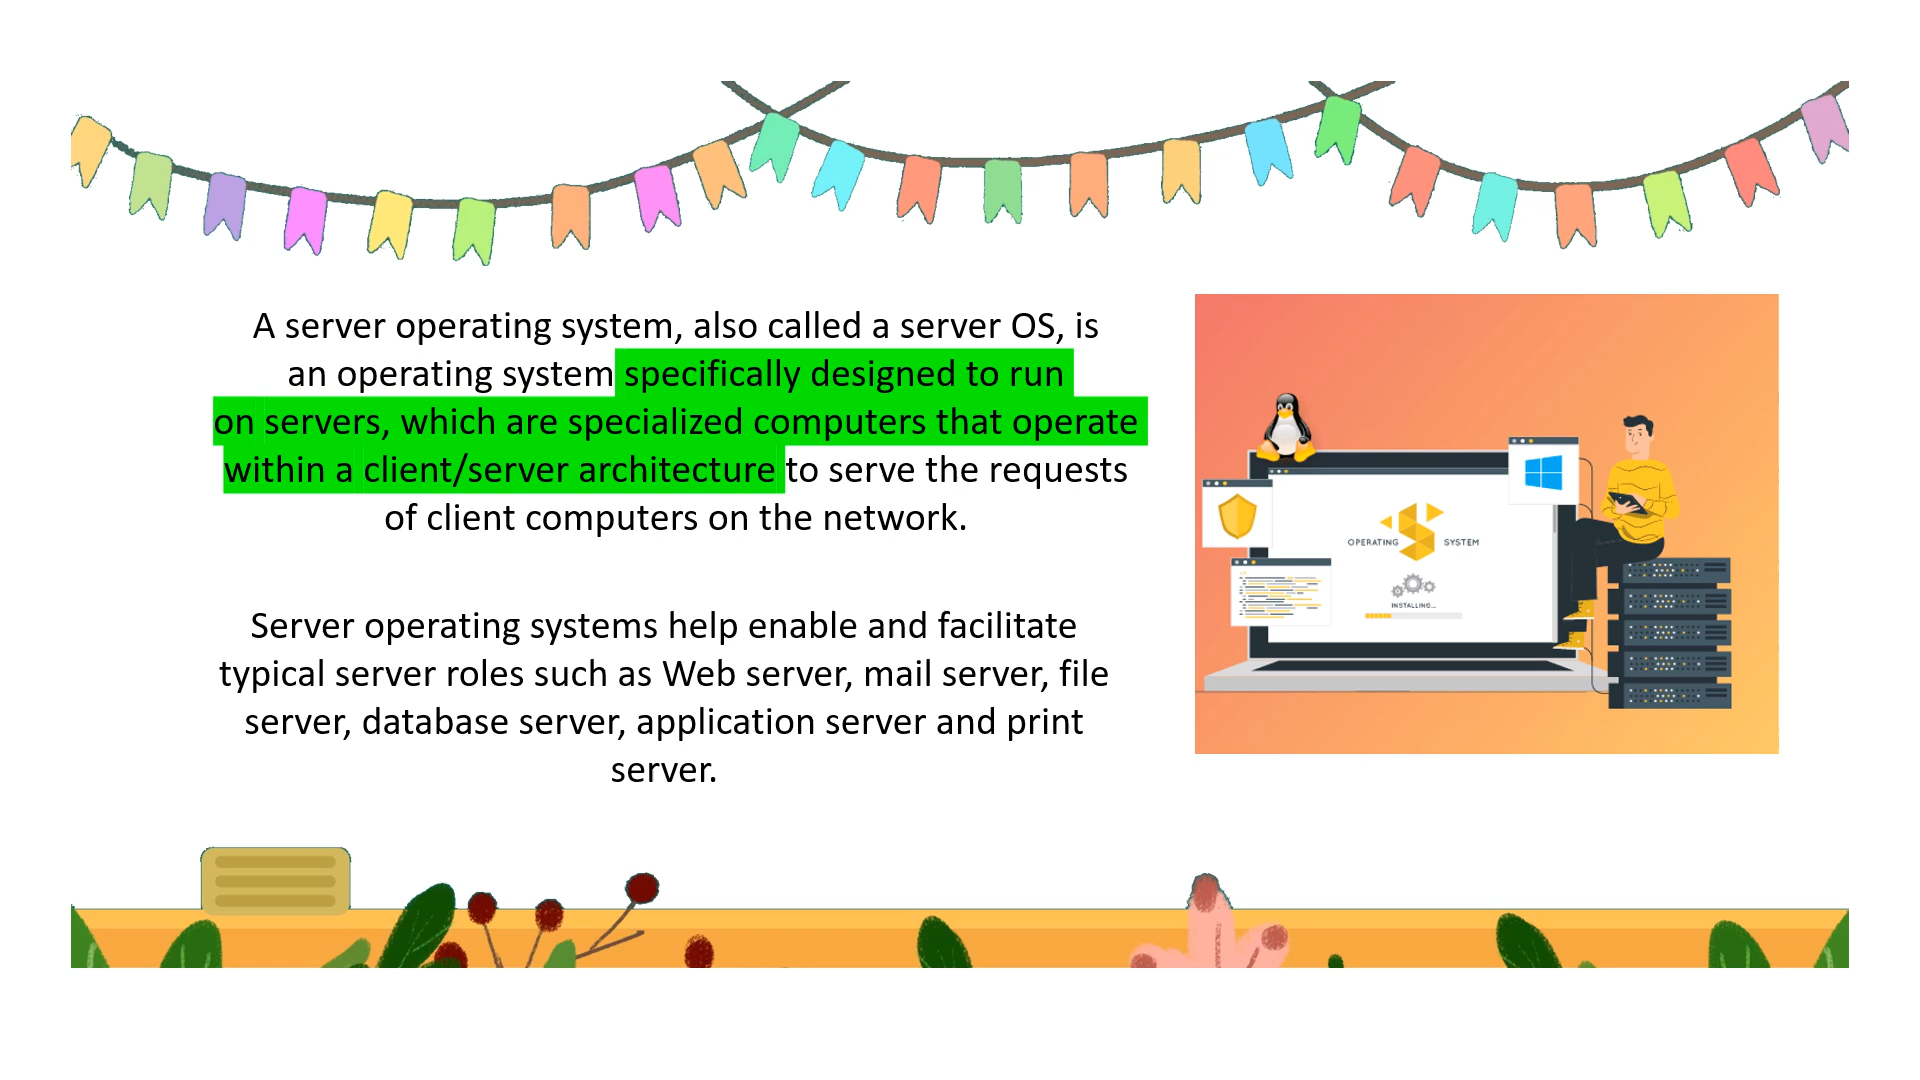 A server operating system, also called a server OS, is
an operating system specifically designed to run
on servers, which are specialized computers that operate
within a client/server architecture to serve the requests
of client computers on the network.
Server operating systems help enable and facilitate
typical server roles such as Web server, mail server, file
server, database server, application server and print
server.
OPERATING SYSTEM
INSTALLING...